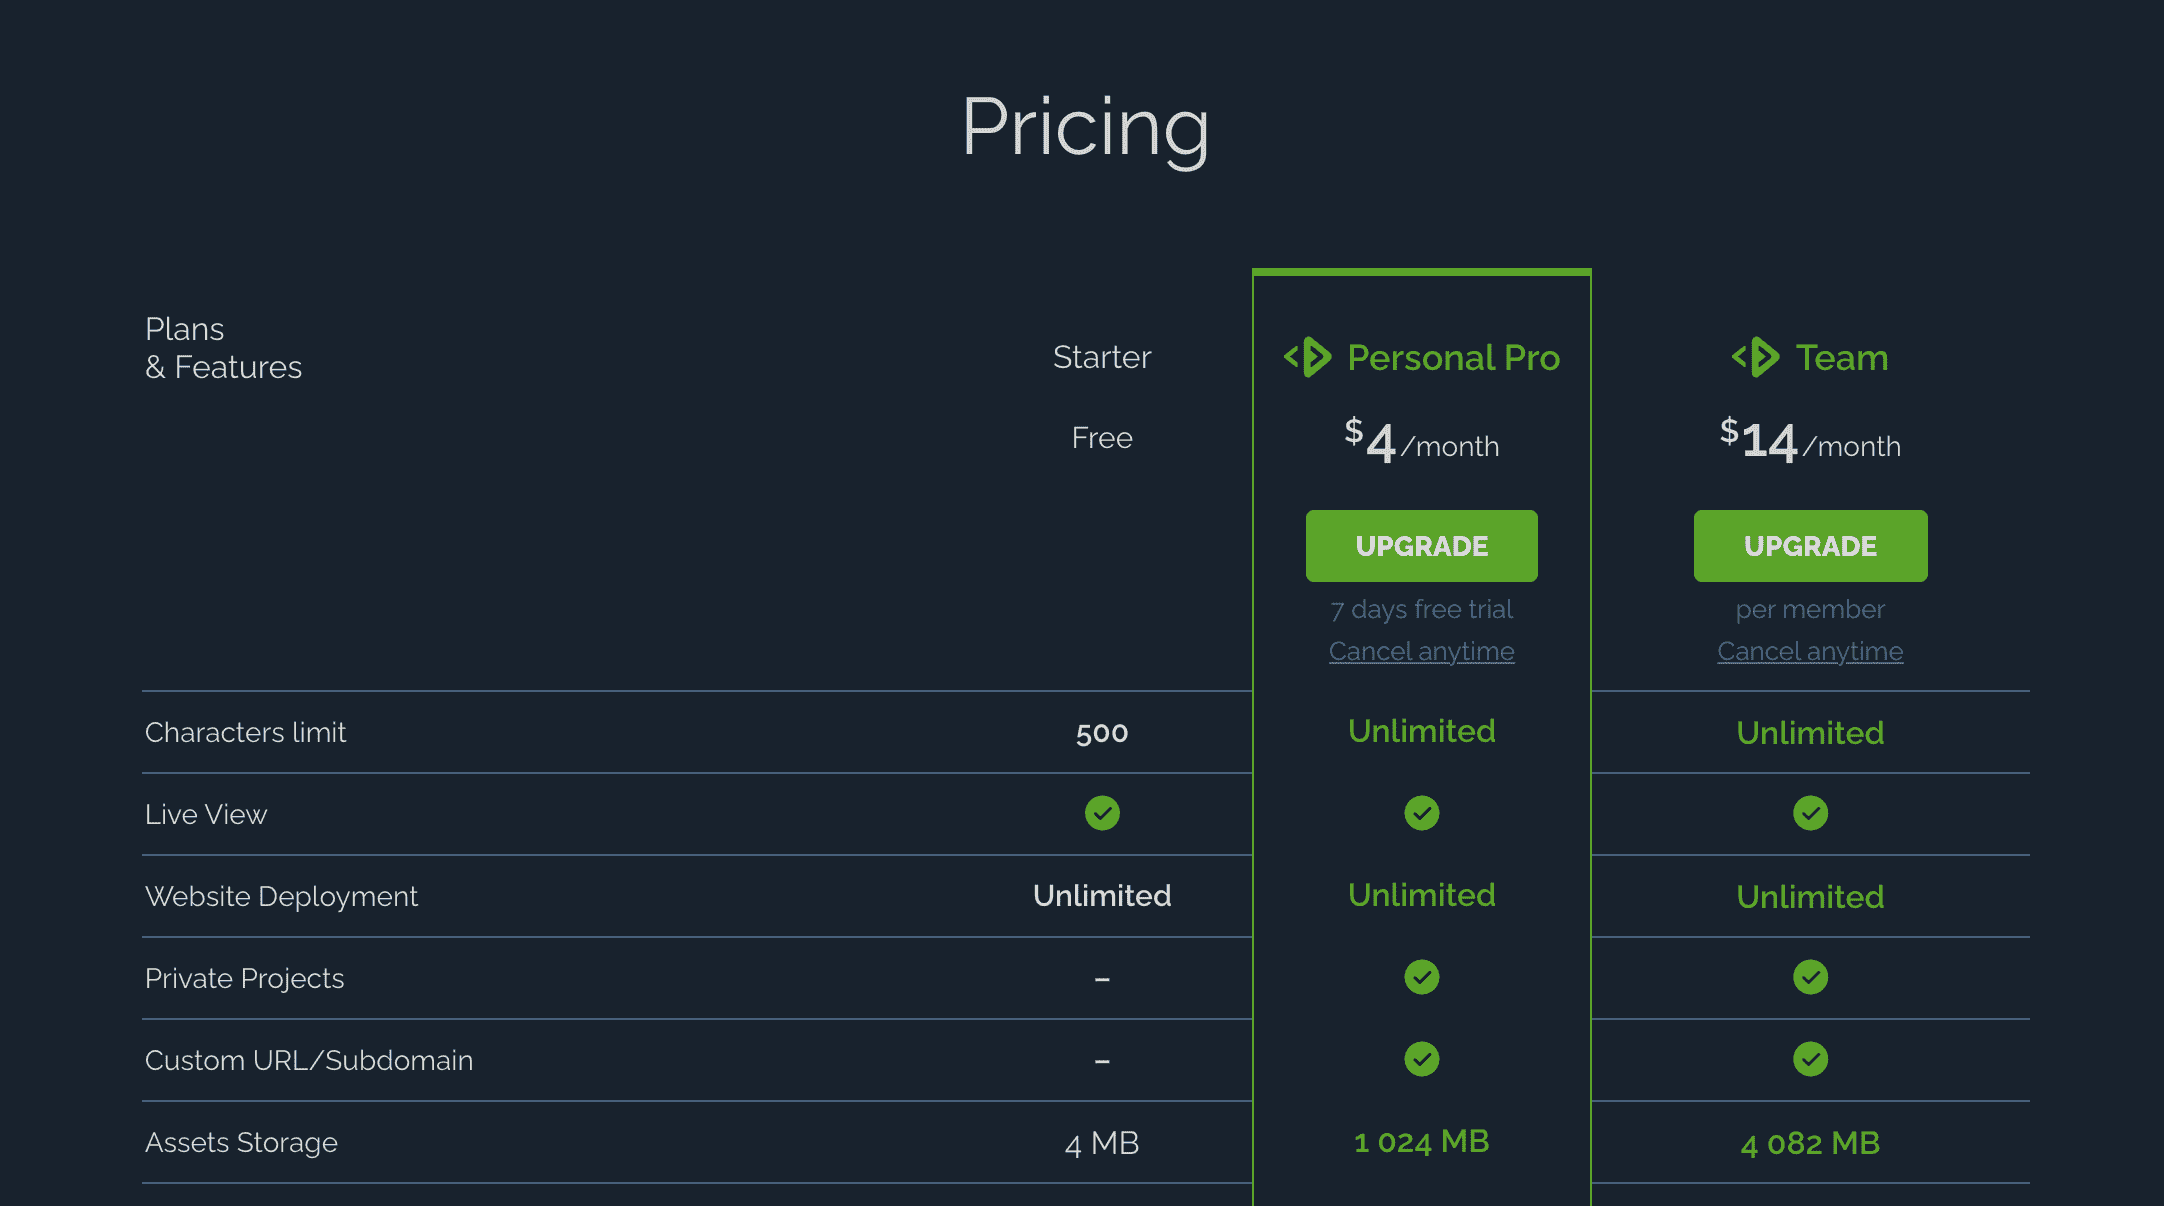 Pricing
Plans
& Features
Starter
Personal Pro
Team
Free
$4/month
$14/month
UPGRADE
UPGRADE
7 days free trial
per member
Cancel anytime
Cancel anytime
Characters limit
500
Unlimited
Unlimited
Live View
Website Deployment
Unlimited
Unlimited
Unlimited
Private Projects
–
Custom URL/Subdomain
–
Assets Storage
4 MB
1 024 MB
4 082 MB